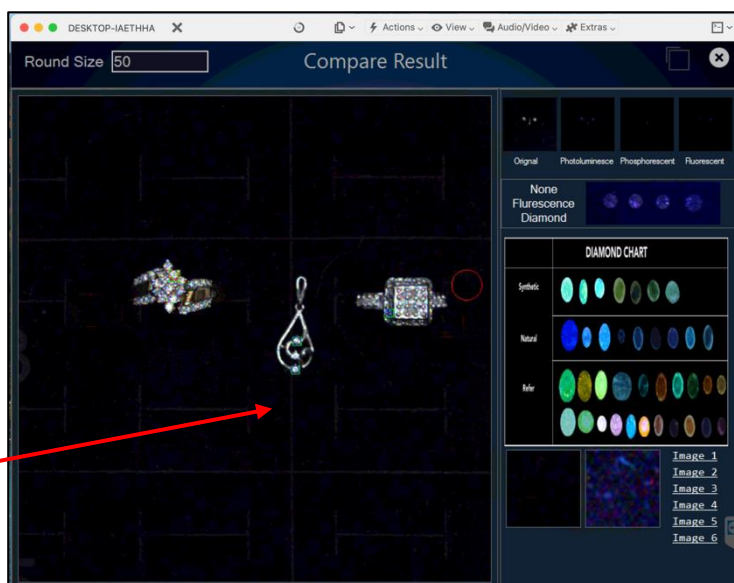 DESKTOP-IAETHHA
Actions
View
Audio/Video
Extras
Round Size 50
Compare Result
Orignal
Photoluminesce
Phosphorescent
Fluorescent
None
Flurescence
Diamond
DIAMOND CHART
Synthetic
Natural
Refer
Image 1
Image 2
Image 3
Image 4
Image 5
Image 6